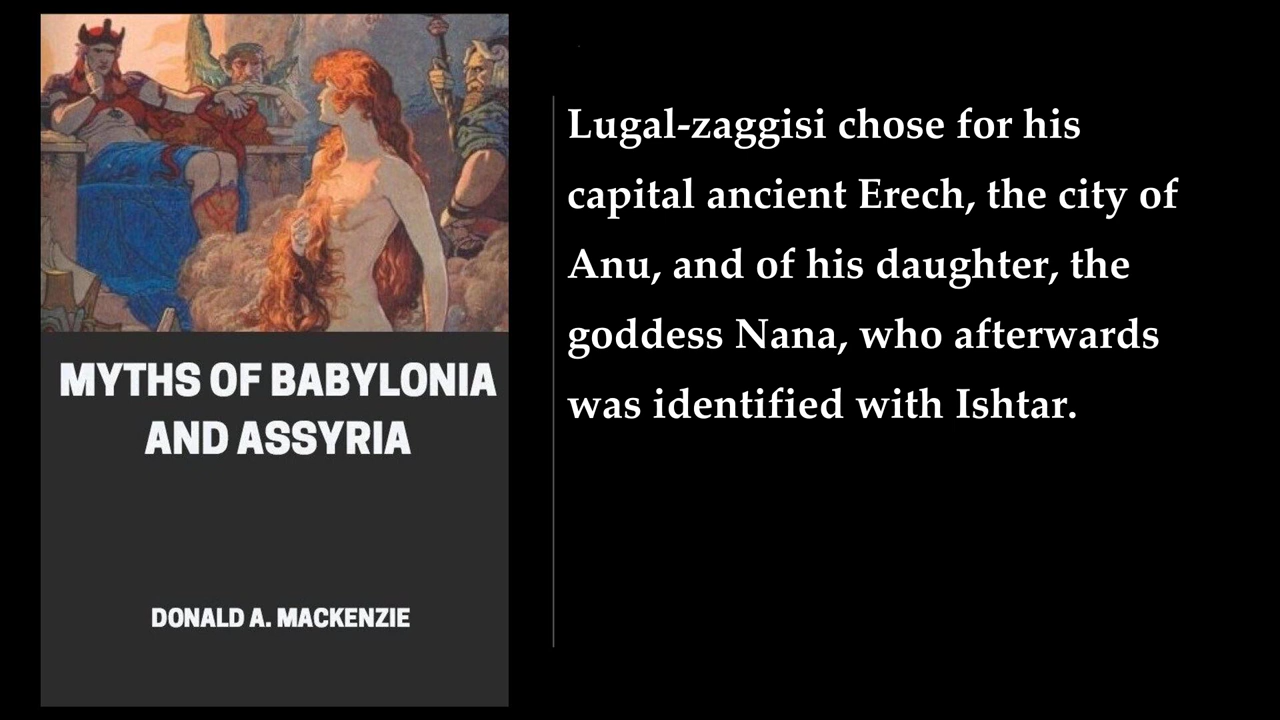 MYTHS OF BABYLONIA
AND ASSYRIA
DONALD A. MACKENZIE
Lugal-zaggisi chose for his
capital ancient Erech, the city of
Anu, and of his daughter, the
goddess Nana, who afterwards
was identified with Ishtar.